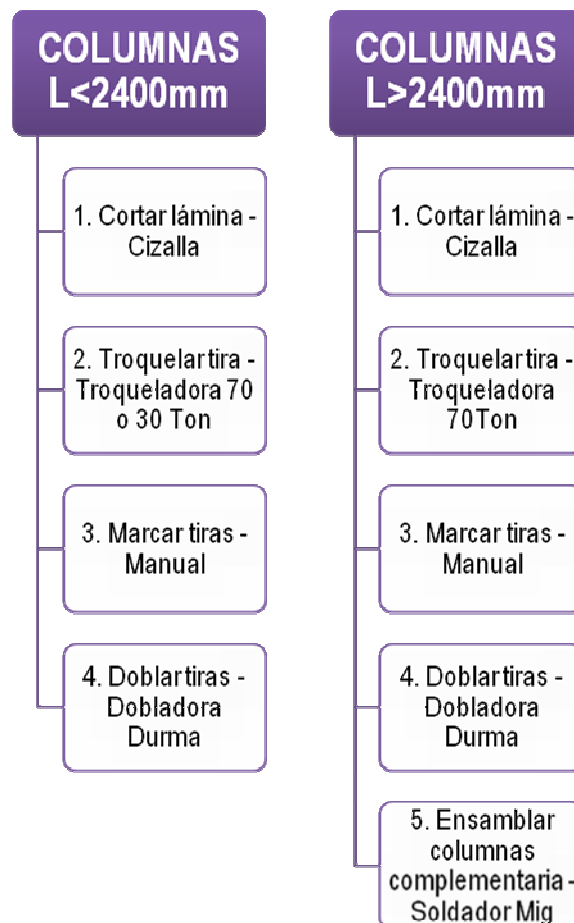 COLUMNAS
L<2400mm
1. Cortar lámina -
Cizalla
2. Troquelar tira -
Troqueladora 70
o 30 Ton
3. Marcar tiras -
Manual
4. Doblar tiras -
Dobladora
Durma
COLUMNAS
L>2400mm
1. Cortar lámina -
Cizalla
2. Troquelar tira -
Troqueladora
70Ton
3. Marcar tiras -
Manual
4. Doblar tiras -
Dobladora
Durma
5. Ensamblar
columnas
complementaria -
Soldador Mig